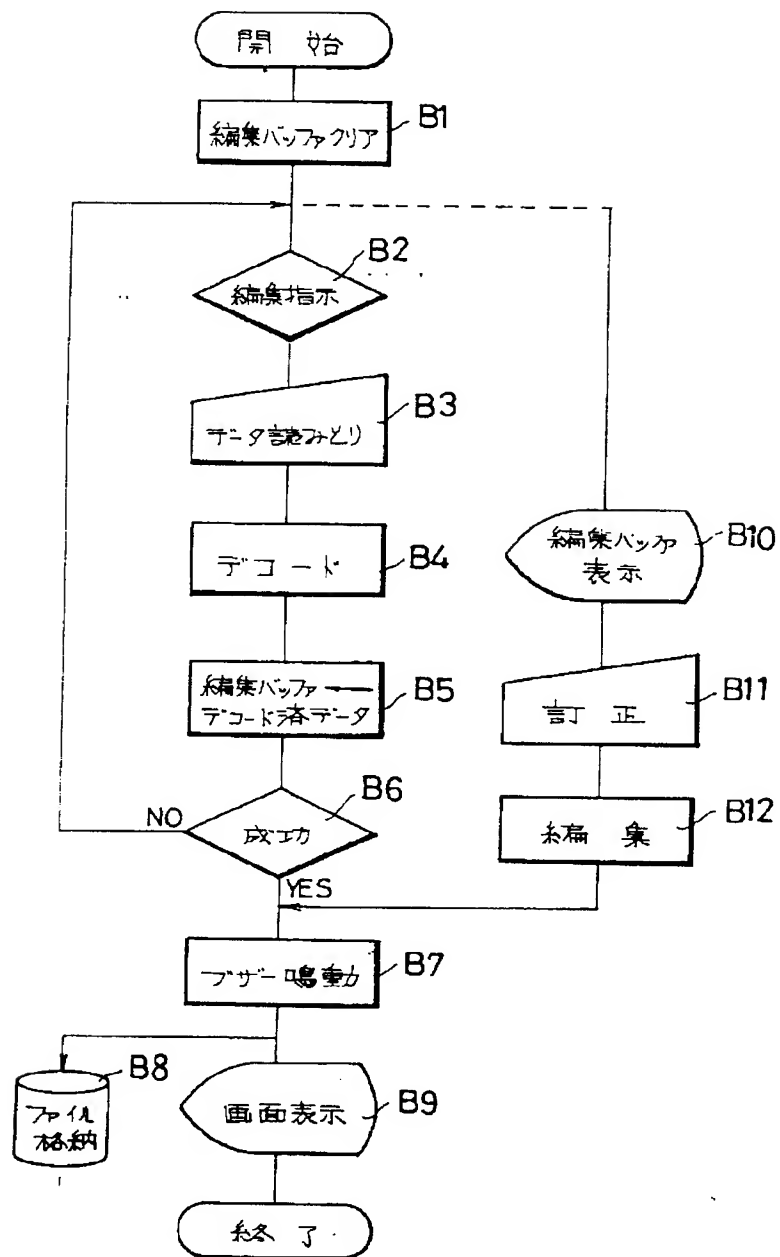 開始
B1
編集バッファクリア
B2
編集指示
B3
データ読みとり
B4
デコード
B10
編集バッファ
表示
編集バッファ←
デコード済データ
B5
B11
訂正
B6
NO
成功
YES
B12
編集
B7
ブザー鳴動
B8
ファイル
格納
B9
画面表示
終了